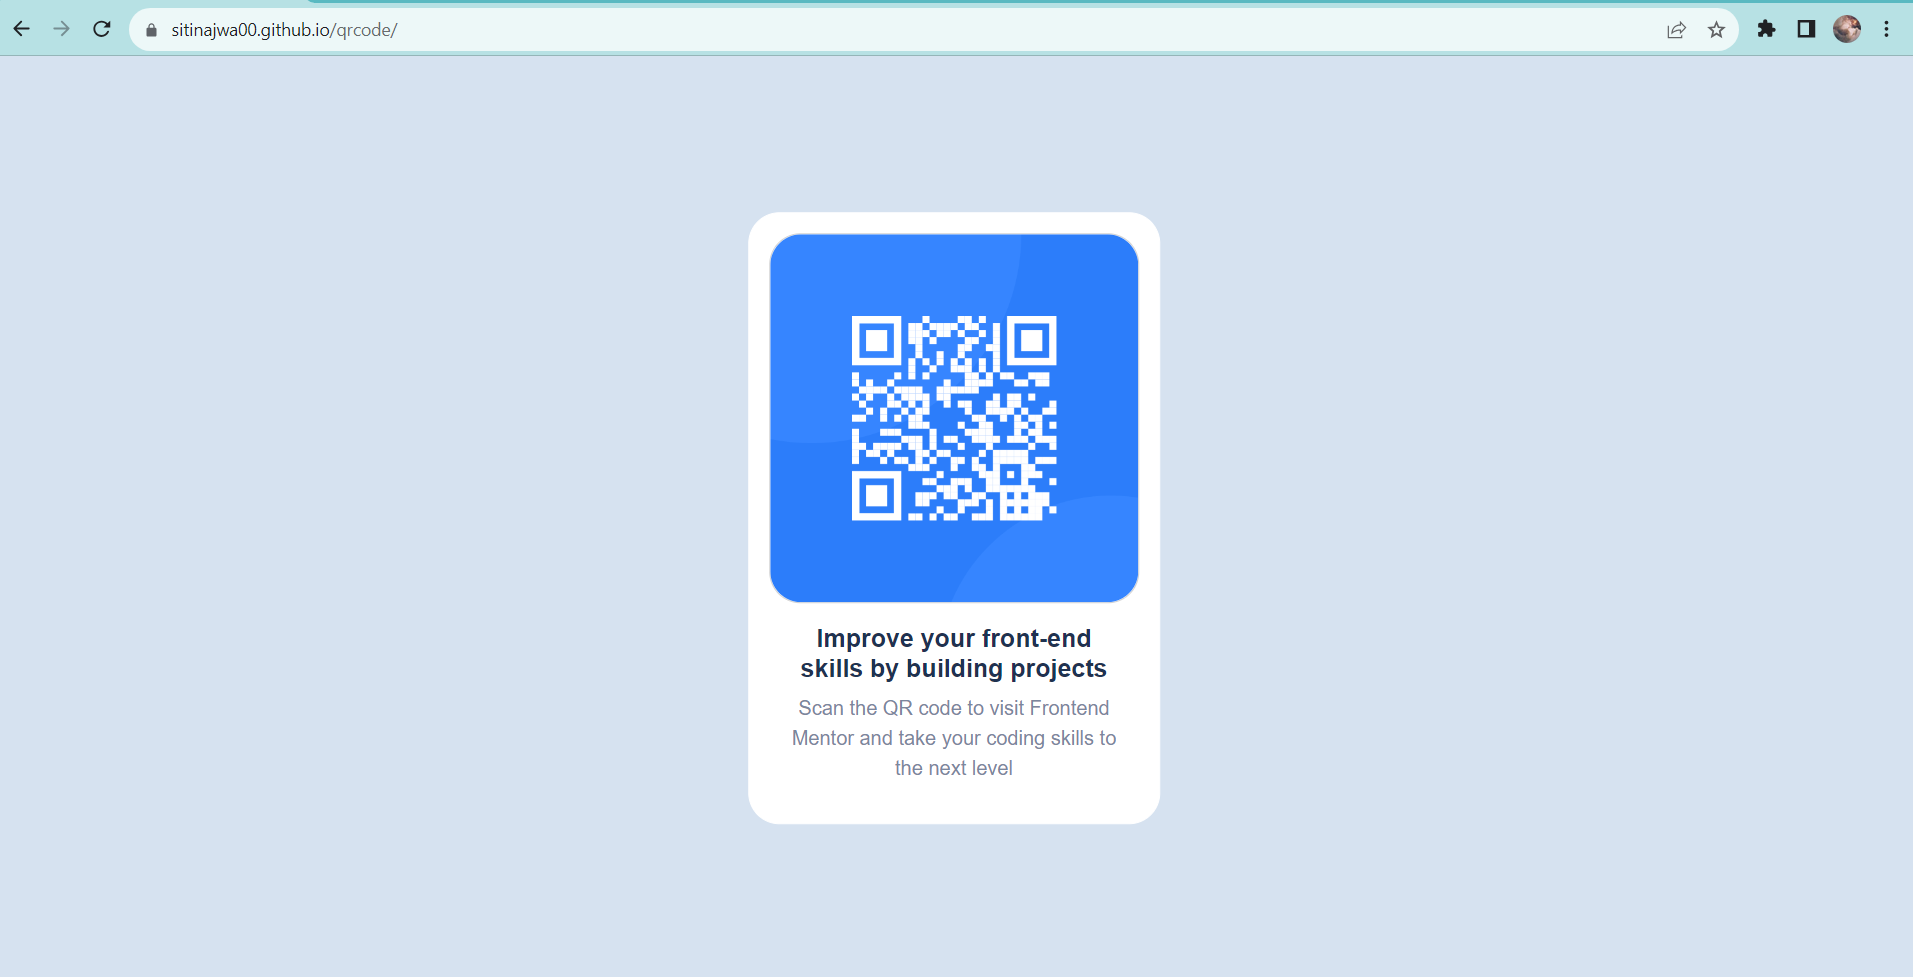 sitinajwa00.github.io/qrcode/
Improve your front-end
skills by building projects
Scan the QR code to visit Frontend
Mentor and take your coding skills to
the next level